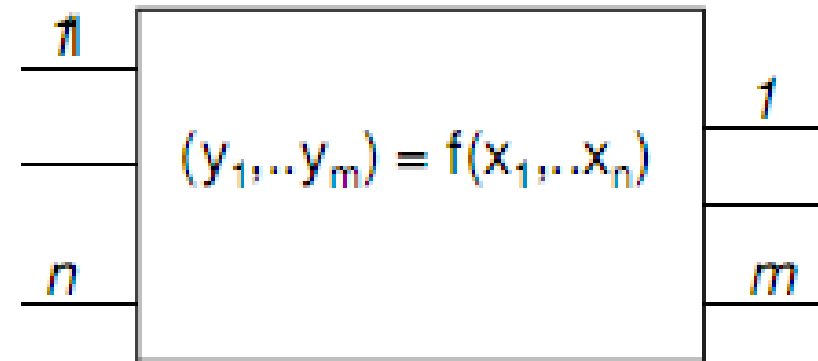 1
1
(y₁,..yₘ) = f(x₁,..xₙ)
n
m